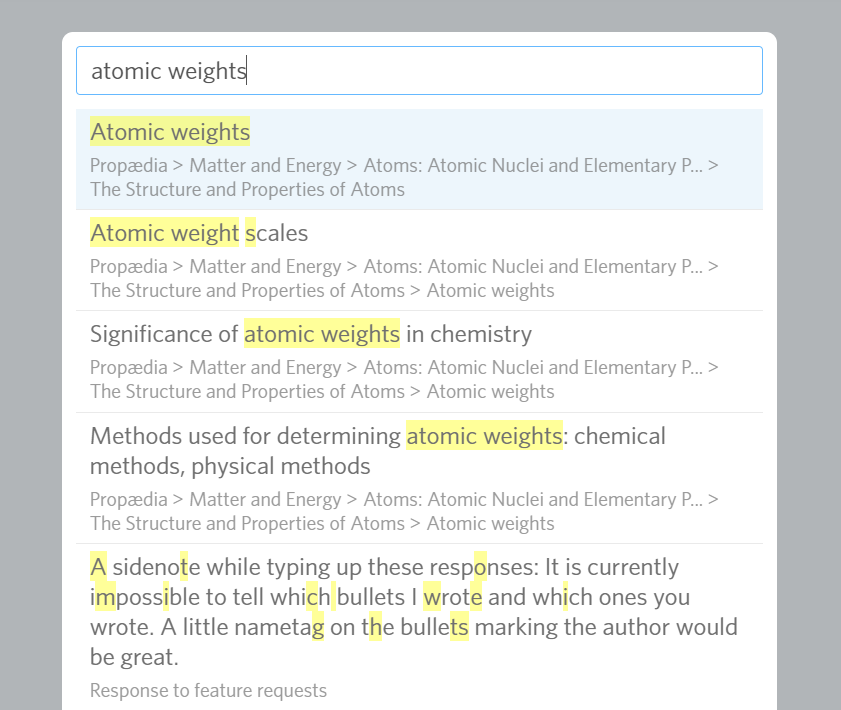 atomic weights
Atomic weights
Propædia > Matter and Energy > Atoms: Atomic Nuclei and Elementary P... >
The Structure and Properties of Atoms
Atomic weight scales
Propædia > Matter and Energy > Atoms: Atomic Nuclei and Elementary P... >
The Structure and Properties of Atoms > Atomic weights
Significance of atomic weights in chemistry
Propædia > Matter and Energy > Atoms: Atomic Nuclei and Elementary P... >
The Structure and Properties of Atoms > Atomic weights
Methods used for determining atomic weights: chemical
methods, physical methods
Propædia > Matter and Energy > Atoms: Atomic Nuclei and Elementary P... >
The Structure and Properties of Atoms > Atomic weights
A sidenote while typing up these responses: It is currently
impossible to tell which bullets I wrote and which ones you
wrote. A little nametag on the bullets marking the author would
be great.
Response to feature requests